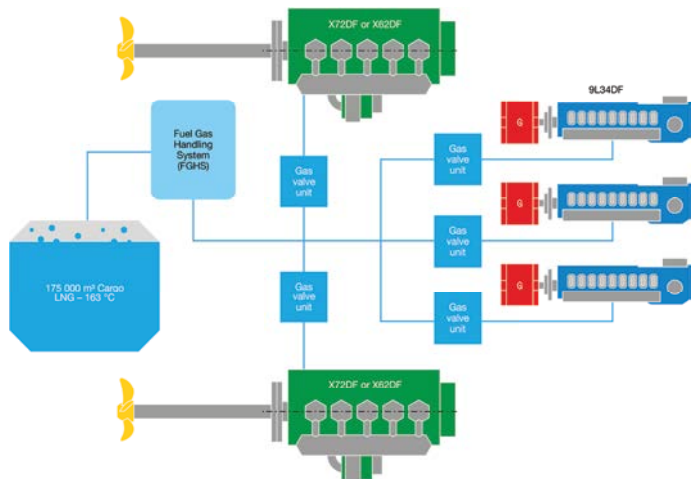 X72DF or X62DF
9L34DF
Fuel Gas
Handling
System
(FGHS)
Gas
valve
unit
Gas
valve
unit
G
G
Gas
valve
unit
175 000 m³ Cargo
LNG – 163 °C
Gas
valve
unit
Gas
valve
unit
G
X72DF or X62DF